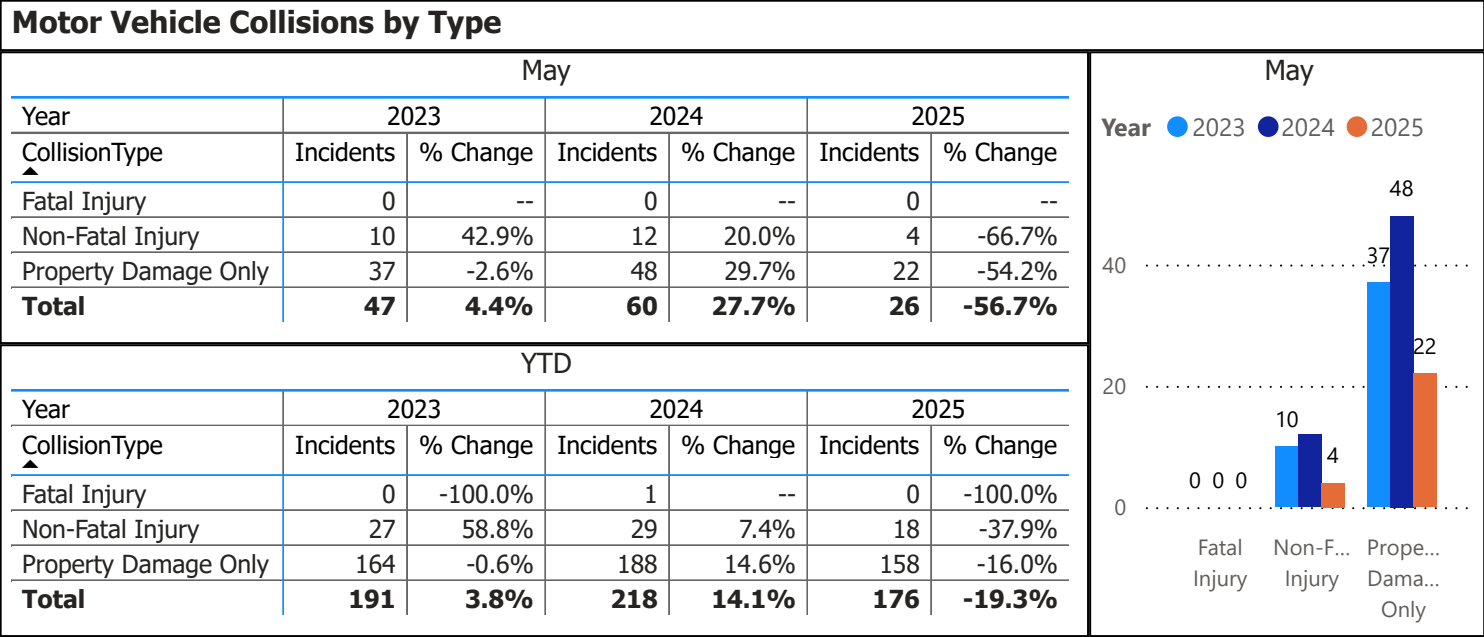 Motor Vehicle Collisions by Type
May
Year 2023 2024 2025
CollisionType Incidents % Change Incidents % Change Incidents % Change
Fatal Injury 0 -- 0 -- 0 --
Non-Fatal Injury 10 42.9% 12 20.0% 4 -66.7%
Property Damage Only 37 -2.6% 48 29.7% 22 -54.2%
Total 47 4.4% 60 27.7% 26 -56.7%
YTD
Year 2023 2024 2025
CollisionType Incidents % Change Incidents % Change Incidents % Change
Fatal Injury 0 -100.0% 1 -- 0 -100.0%
Non-Fatal Injury 27 58.8% 29 7.4% 18 -37.9%
Property Damage Only 164 -0.6% 188 14.6% 158 -16.0%
Total 191 3.8% 218 14.1% 176 -19.3%
May
Year 2023 2024 2025
48
37
40
22
20
10
4
0 0 0
0
Fatal Non-F... Prope...
Injury Injury Dama...
Only